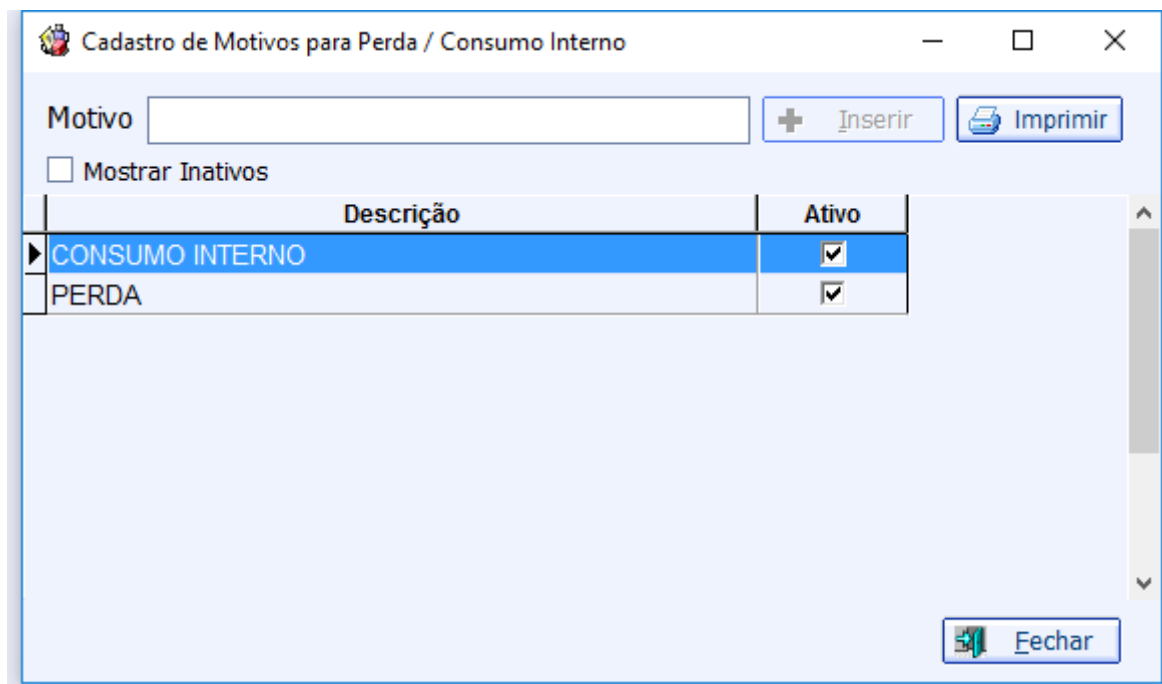 Cadastro de Motivos para Perda / Consumo Interno
Motivo Inserir Imprimir
Mostrar Inativos
Descrição Ativo
CONSUMO INTERNO
PERDA
Fechar